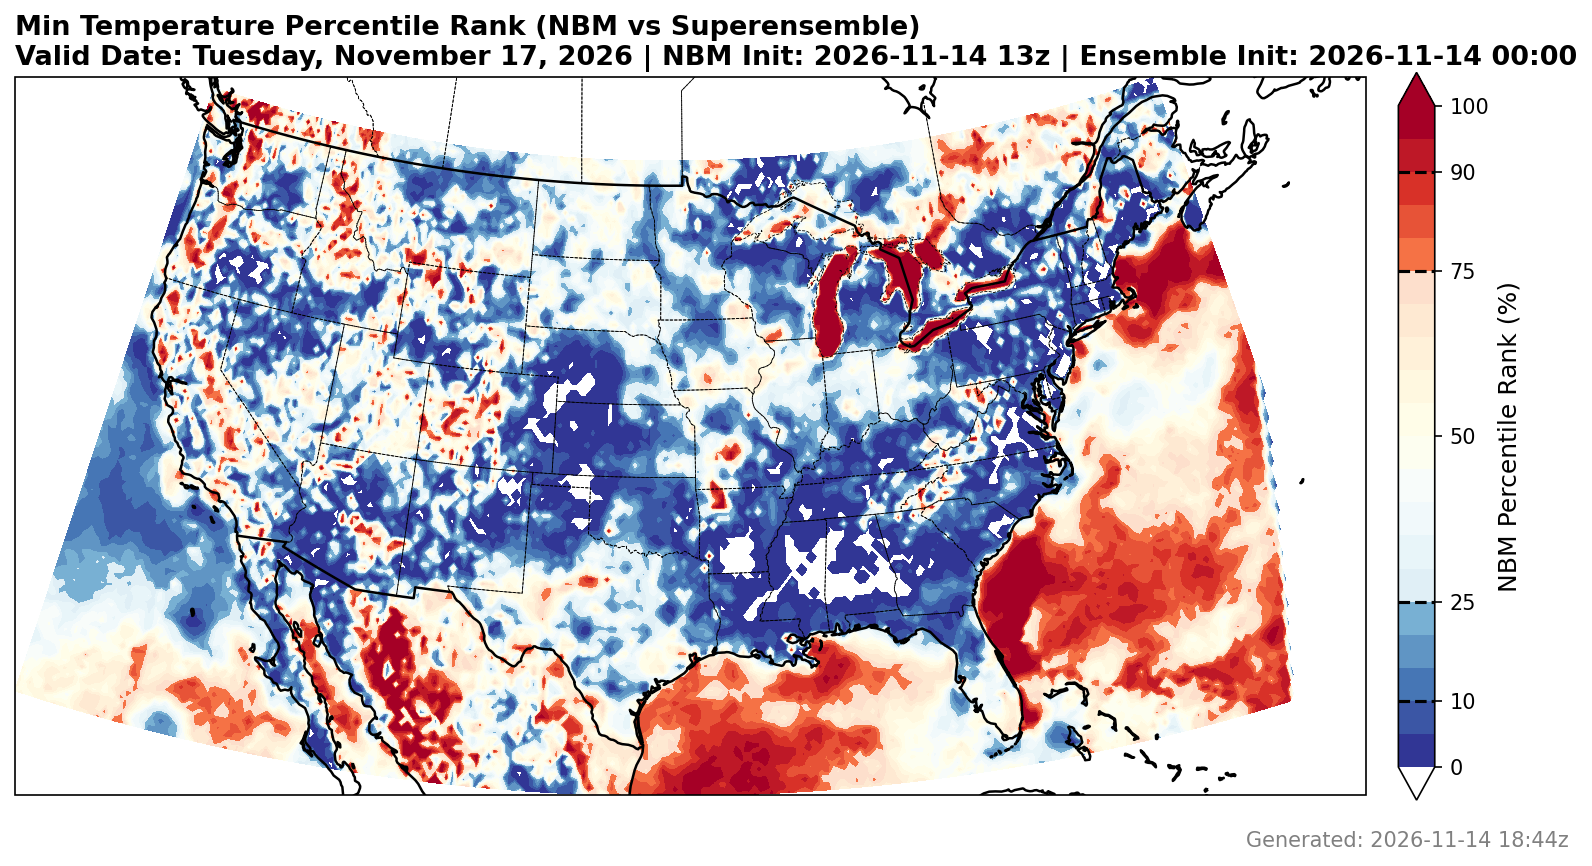 Min Temperature Percentile Rank (NBM vs Superensemble)
Valid Date: Tuesday, November 17, 2026 | NBM Init: 2026-11-14 13z | Ensemble Init: 2026-11-14 00:00
100
90
75
50
25
10
0
NBM Percentile Rank (%)
Generated: 2026-11-14 18:44z